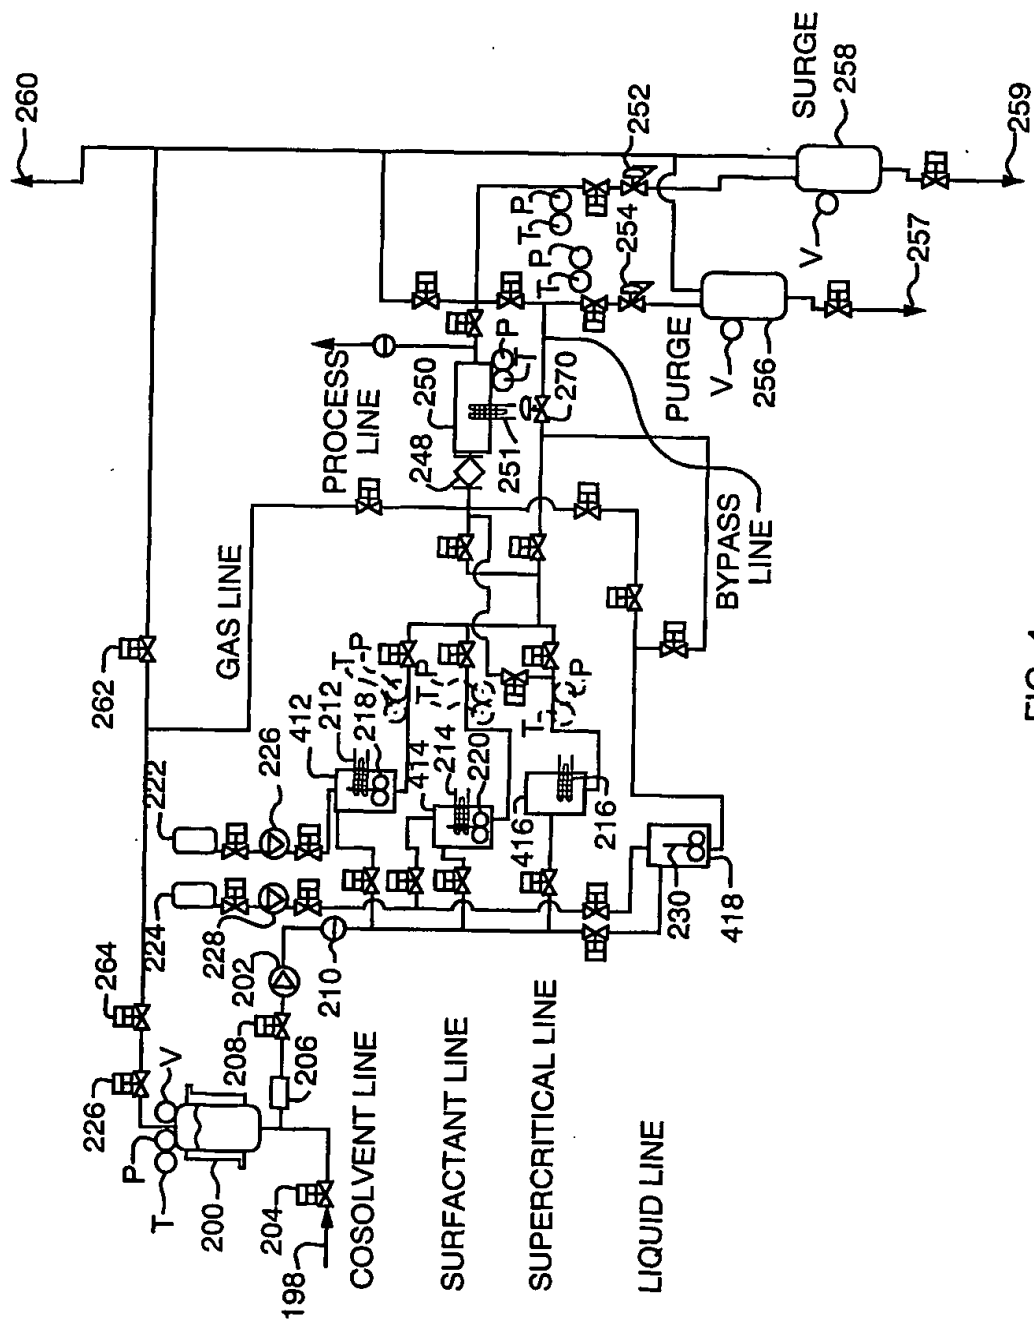 260
198
204
T
200
P
226
V
208
206
264
202
210
224
228
222
226
262
GAS LINE
412
212
218
T
P
414
214
220
T
P
416
216
T
P
230
418
COSOLVENT LINE
SURFACTANT LINE
SUPERCRITICAL LINE
LIQUID LINE
PROCESS
LINE
248
250
251
T
P
270
BYPASS
LINE
T
P
T
P
254
252
PURGE
V
256
257
SURGE
258
V
259
FIG. 4